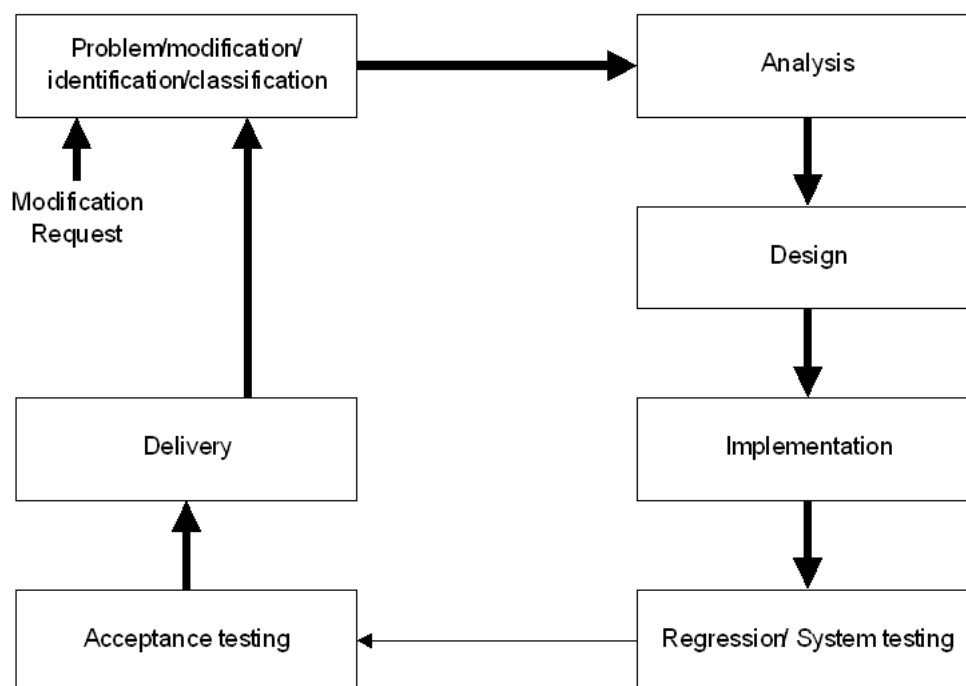 Problem/modification/
identification/classification
Analysis
Modification
Request
Design
Delivery
Implementation
Acceptance testing
Regression/ System testing